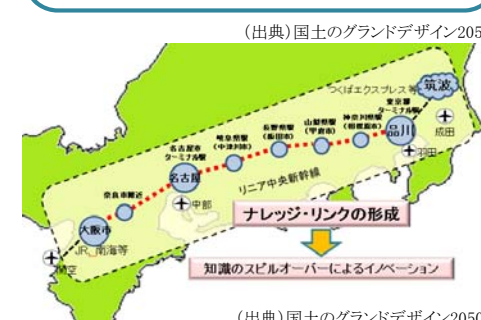 (出典)国土のグランドデザイン205
つくばエクスプレス等
筑波
東京都
ターミナル駅
品川
成田
羽田
神奈川県駅
(相模原市)
山梨県駅
(甲府市)
長野県駅
(飯田市)
岐阜県駅
(中津川市)
名古屋市
ターミナル駅
名古屋
中部
リニア中央新幹線
奈良市附近
大阪市
JR、南海等
関空
ナレッジ・リンクの形成
知識のスピルオーバーによるイノベーション
(出典)国土のグランドデザイン2050